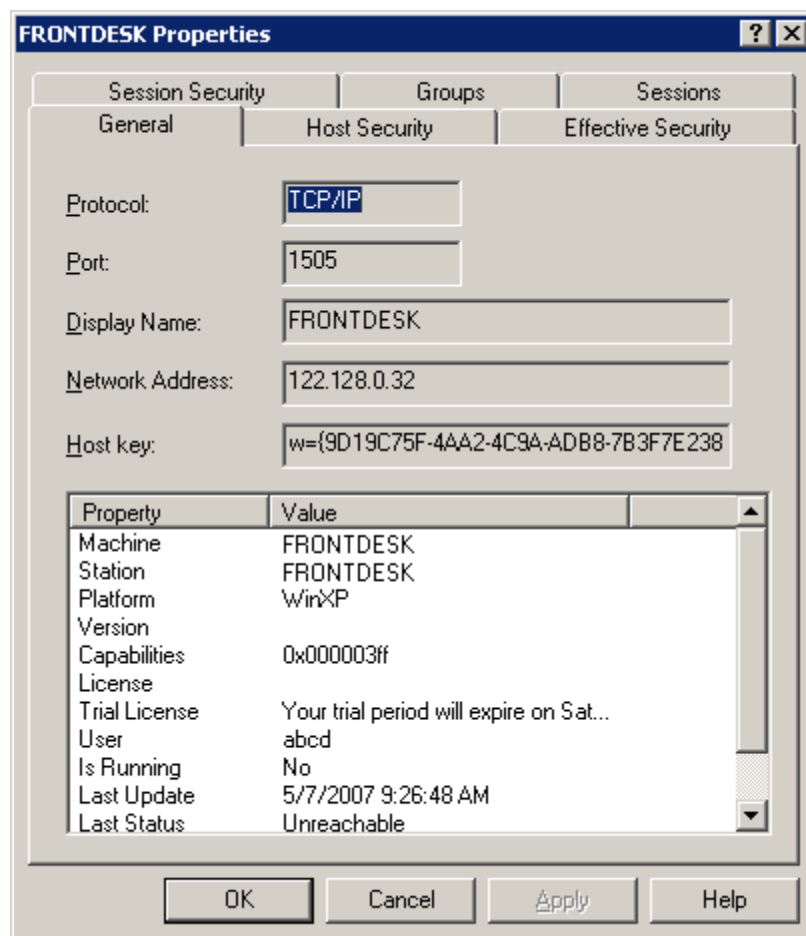 FRONTDESK Properties
Session Security Groups Sessions
General Host Security Effective Security
Protocol: TCP/IP
Port: 1505
Display Name: FRONTDESK
Network Address: 122.128.0.32
Host key: w={9D19C75F-4AA2-4C9A-ADB8-7B3F7E238
Property Value
Machine FRONTDESK
Station FRONTDESK
Platform WinXP
Version
Capabilities 0x000003ff
License
Trial License Your trial period will expire on Sat...
User abcd
Is Running No
Last Update 5/7/2007 9:26:48 AM
Last Status Unreachable
OK Cancel Apply Help